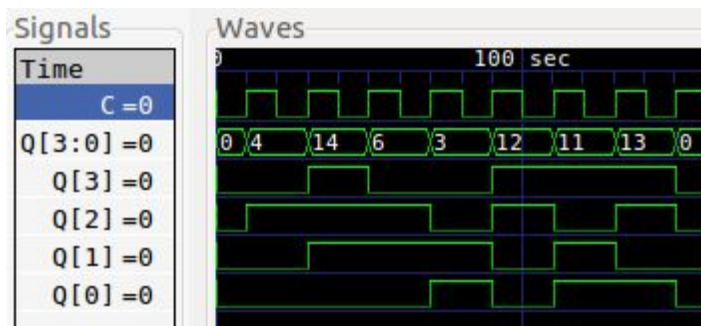 Signals Waves
Time 0 100 sec
C=0
Q[3:0]=0 0 4 14 6 3 12 11 13 0
Q[3]=0
Q[2]=0
Q[1]=0
Q[0]=0